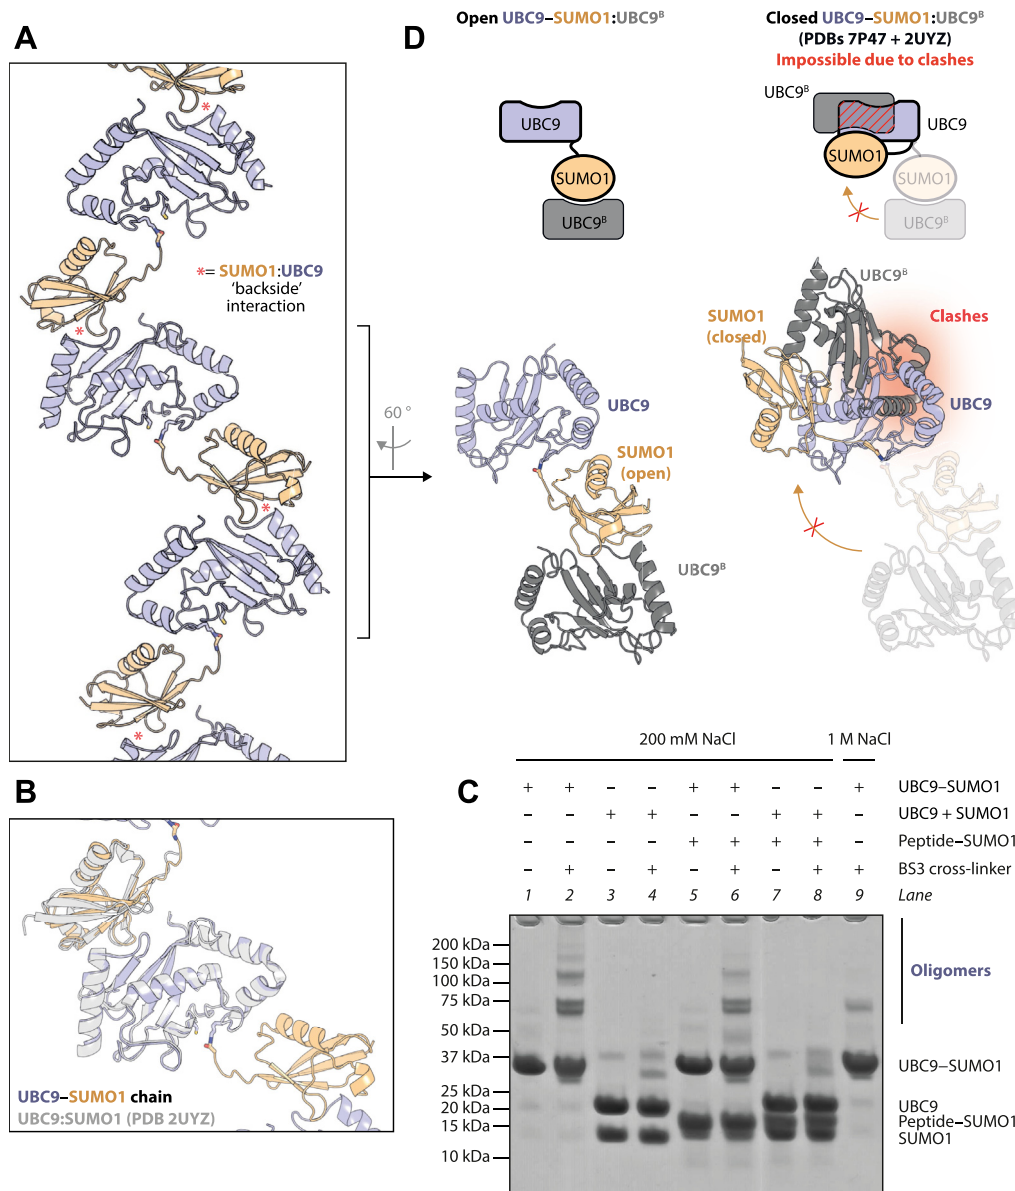 A
*= SUMO1:UBC9
'backside'
interaction
60 °
B
UBC9–SUMO1 chain
UBC9:SUMO1 (PDB 2UYZ)
D
Open UBC9–SUMO1:UBC9ᴮ
UBC9
SUMO1
UBC9ᴮ
Closed UBC9–SUMO1:UBC9ᴮ
(PDBs 7P47 + 2UYZ)
Impossible due to clashes
UBC9ᴮ
UBC9
SUMO1
SUMO1
UBC9ᴮ
UBC9
SUMO1
(open)
UBC9ᴮ
UBC9ᴮ
SUMO1
(closed)
Clashes
UBC9
C
200 mM NaCl 1 M NaCl
+ + – – + + – – + UBC9–SUMO1
– – + + – – + + – UBC9 + SUMO1
– – – – + + + + – Peptide–SUMO1
– + – + – + – + + BS3 cross-linker
1 2 3 4 5 6 7 8 9 Lane
200 kDa
150 kDa
100 kDa
75 kDa
50 kDa
37 kDa
25 kDa
20 kDa
15 kDa
10 kDa
Oligomers
UBC9–SUMO1
UBC9
Peptide–SUMO1
SUMO1